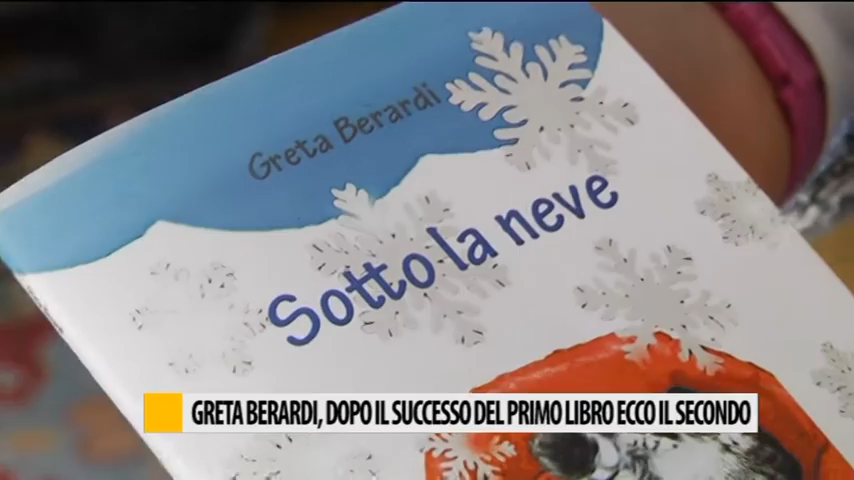 Greta Berardi
Sotto la neve
GRETA BERARDI, DOPO IL SUCCESSO DEL PRIMO LIBRO ECCO IL SECONDO